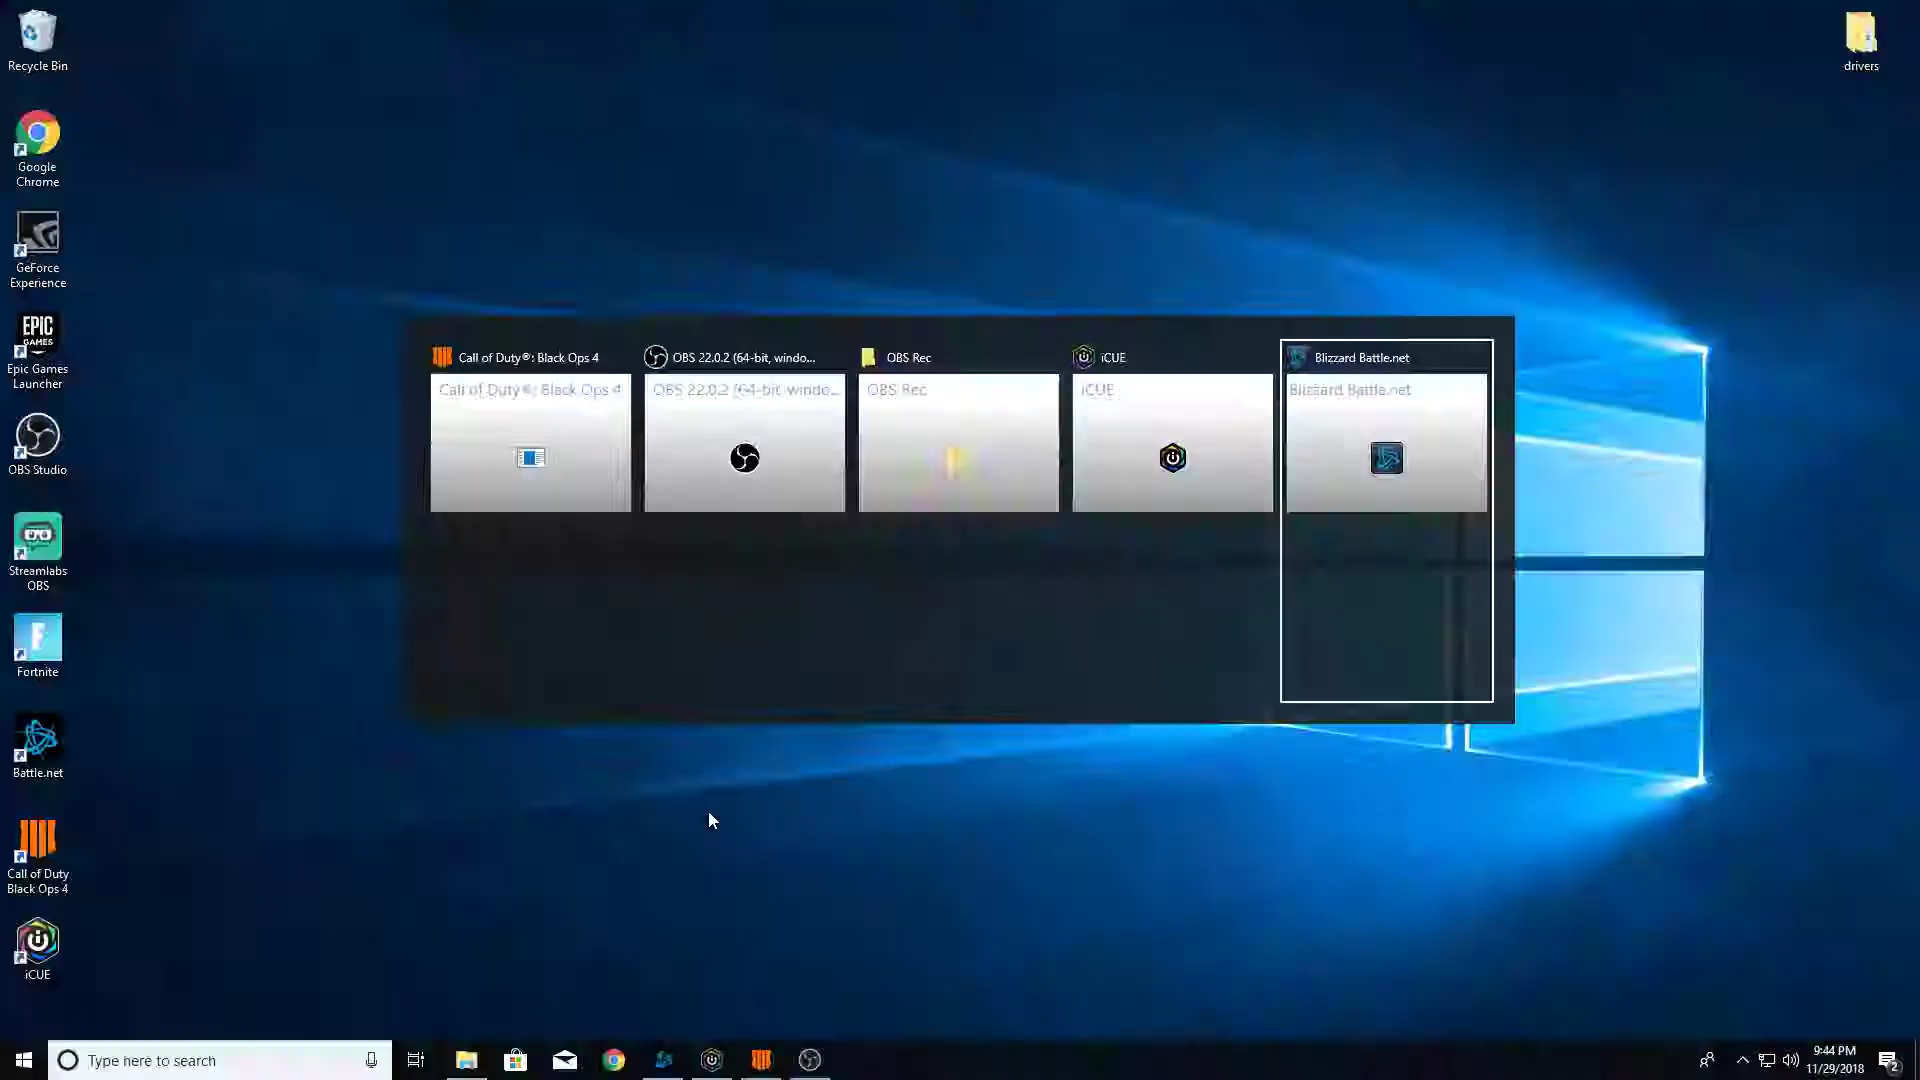 Recycle Bin
drivers
Google
Chrome
GeForce
Experience
EPIC
GAMES
Epic Games
Launcher
OBS Studio
Streamlabs
OBS
F
Fortnite
Battle.net
Call of Duty
Black Ops 4
iCUE
Call of Duty®: Black Ops 4
OBS 22.0.2 (64-bit, windo...
OBS Rec
iCUE
Blizzard Battle.net
Call of Duty®: Black Ops 4
OBS 22.0.2 (64-bit, windo...
OBS Rec
iCUE
Blizzard Battle.net
Type here to search
9:44 PM
11/29/2018
2